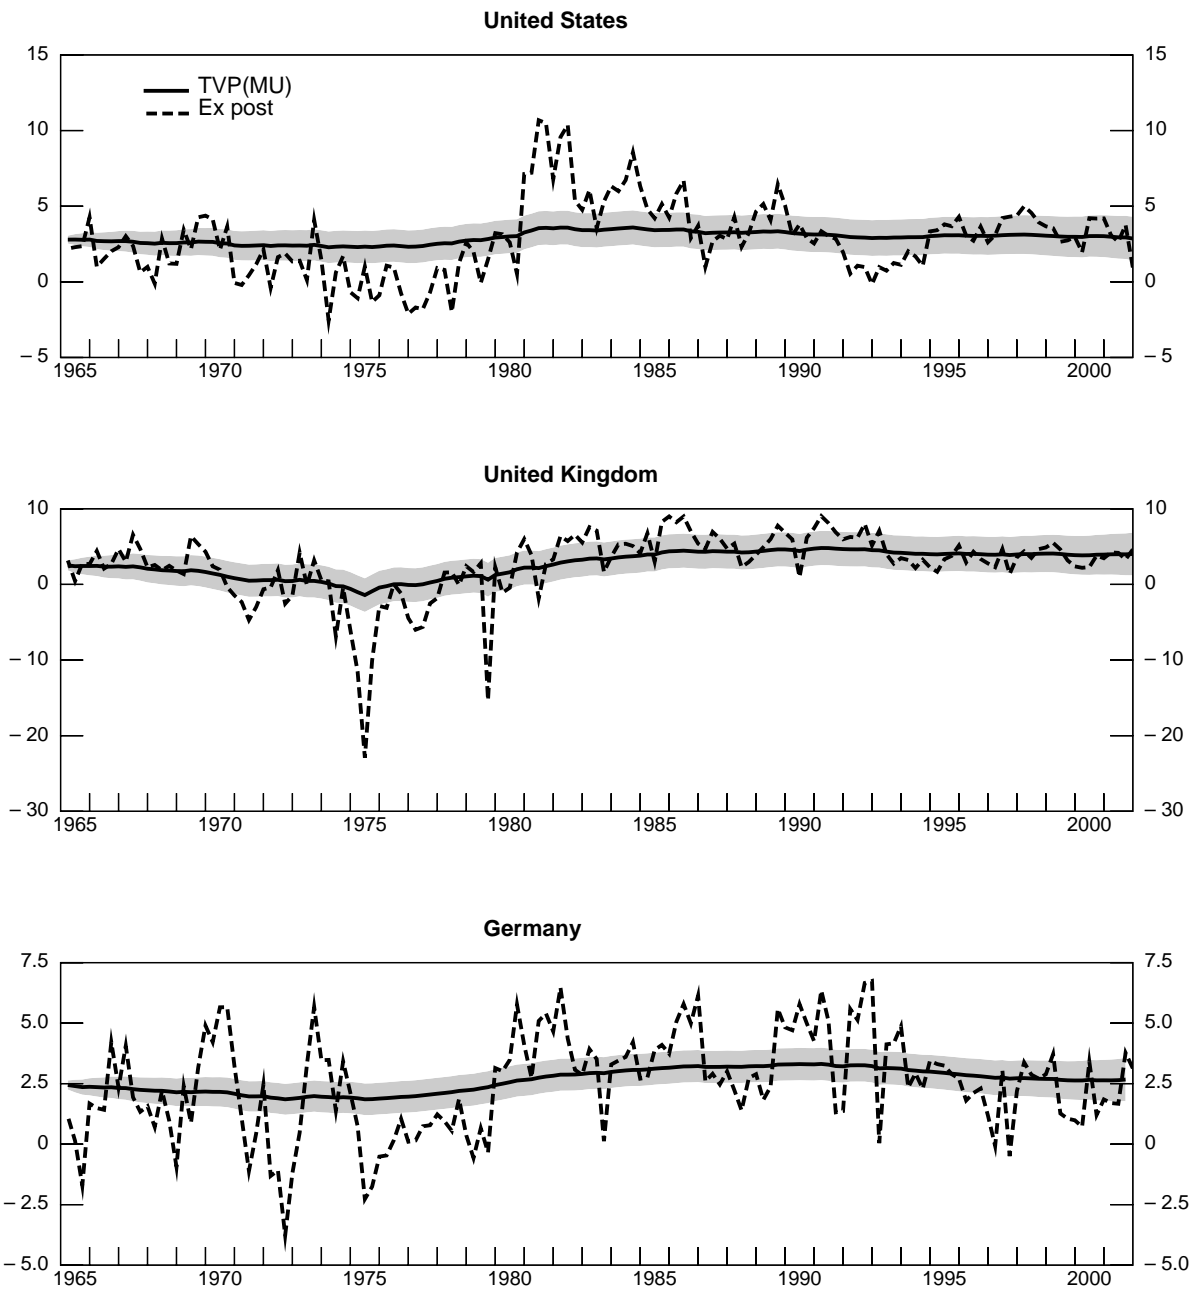 United States
15 15
TVP(MU)
Ex post
10 10
5 5
0 0
– 5 – 5
1965 1970 1975 1980 1985 1990 1995 2000
United Kingdom
10 10
0 0
– 10 – 10
– 20 – 20
– 30 – 30
1965 1970 1975 1980 1985 1990 1995 2000
Germany
7.5 7.5
5.0 5.0
2.5 2.5
0 0
– 2.5 – 2.5
– 5.0 – 5.0
1965 1970 1975 1980 1985 1990 1995 2000